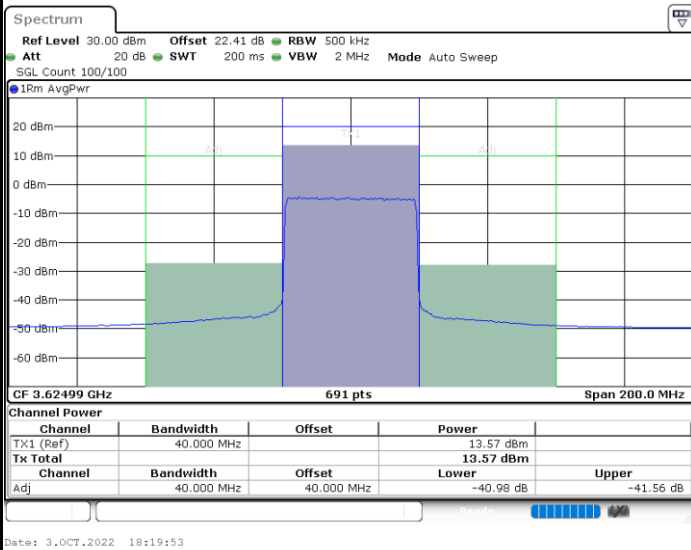 Spectrum
Ref Level 30.00 dBm Offset 22.41 dB RBW 500 kHz
Att 20 dB SWT 200 ms VBW 2 MHz Mode Auto Sweep
SGL Count 100/100
1Rm AvgPwr
20 dBm
TX1
10 dBm Adj Adj
0 dBm
-10 dBm
-20 dBm
-30 dBm
-40 dBm
-50 dBm
-60 dBm
CF 3.62499 GHz 691 pts Span 200.0 MHz
Channel Power
Channel Bandwidth Offset Power
TX1 (Ref) 40.000 MHz 13.57 dBm
Tx Total 13.57 dBm
Channel Bandwidth Offset Lower Upper
Adj 40.000 MHz 40.000 MHz -40.98 dB -41.56 dB
Ready
Date: 3.OCT.2022 18:19:53